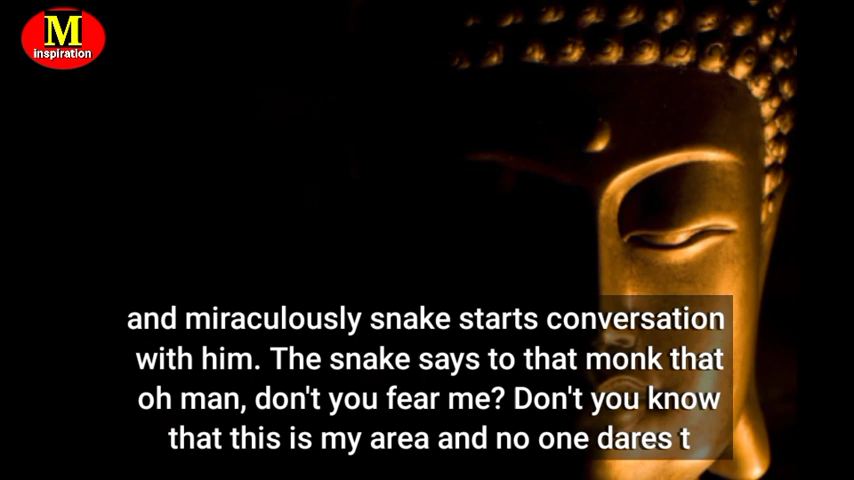 M
inspiration
and miraculously snake starts conversation
with him. The snake says to that monk that
oh man, don't you fear me? Don't you know
that this is my area and no one dares t